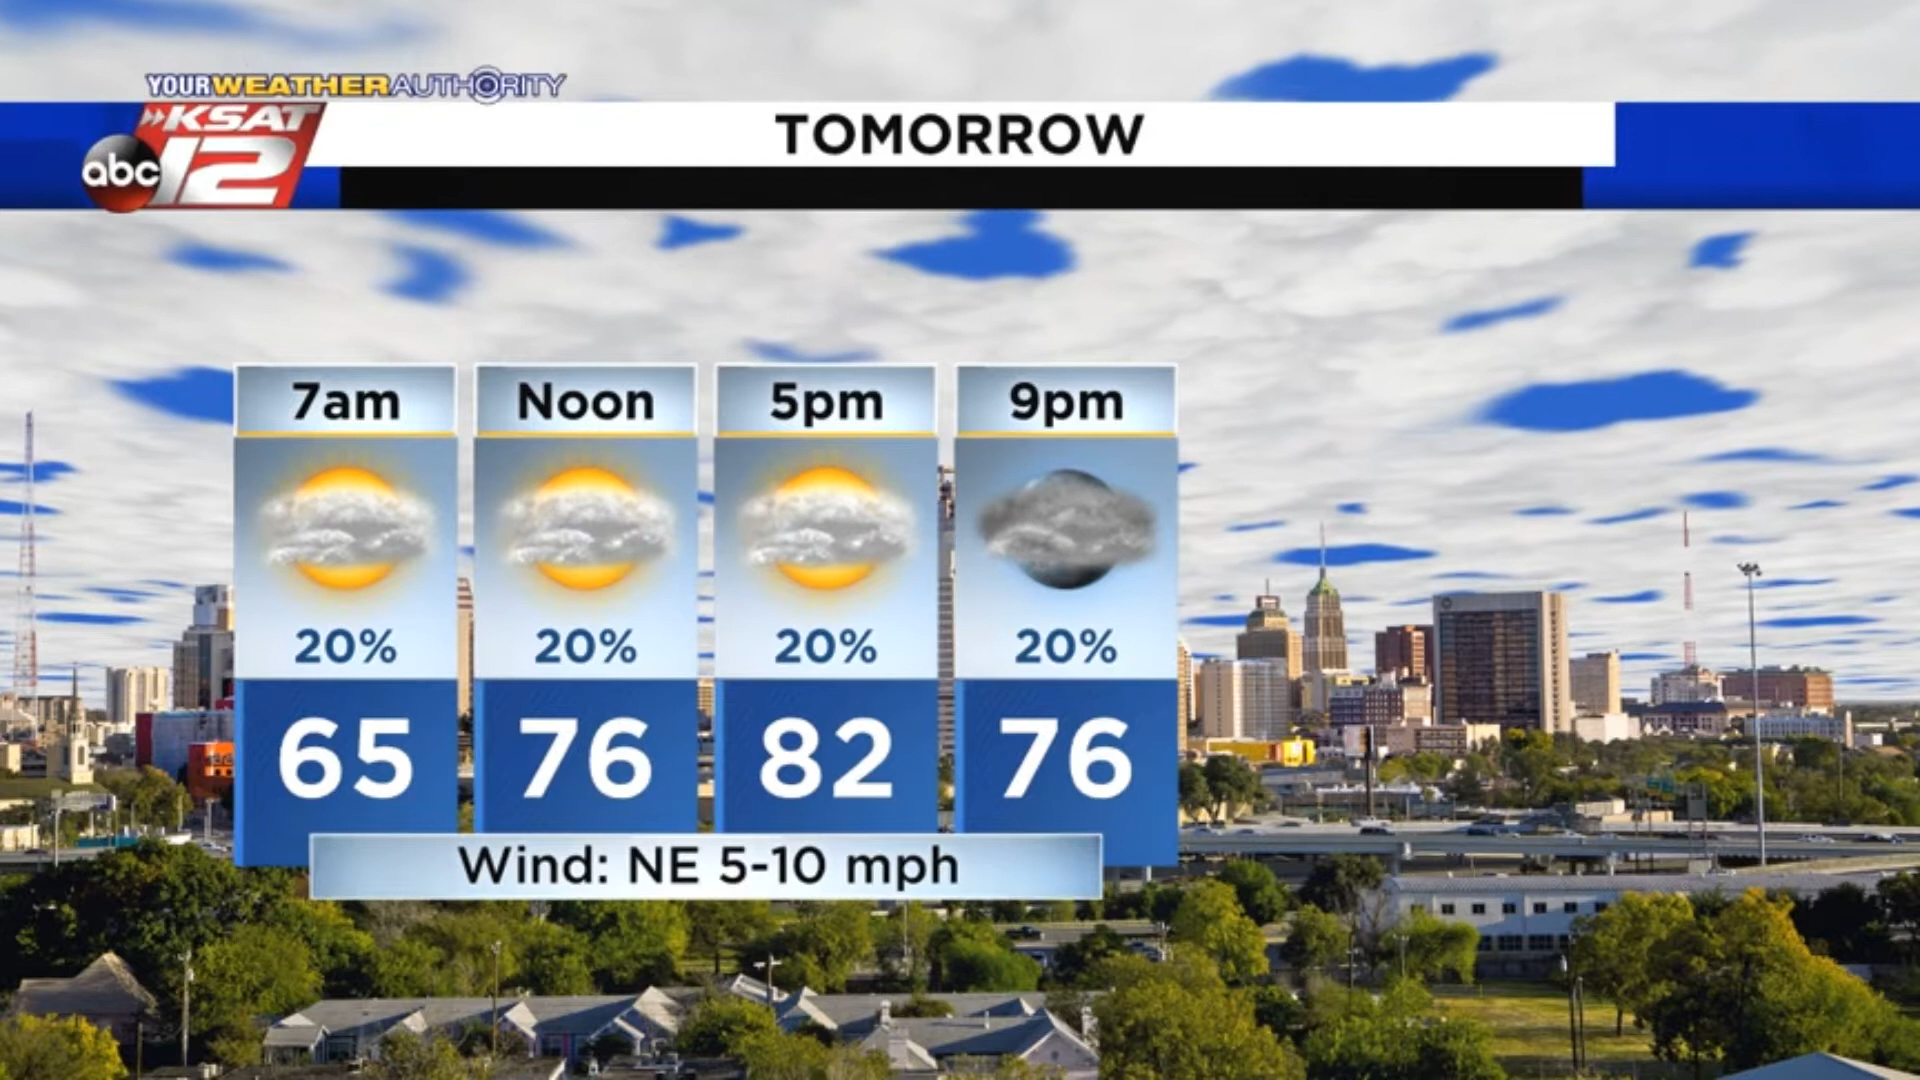 YOUR WEATHER AUTHORITY
KSAT
abc 12
TOMORROW
7am Noon 5pm 9pm
20% 20% 20% 20%
65 76 82 76
Wind: NE 5-10 mph